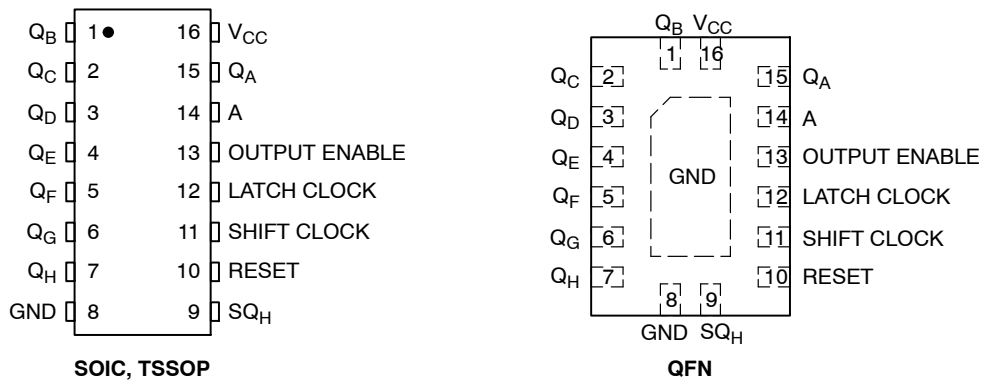 QB 1 16 VCC
QC 2 15 QA
QD 3 14 A
QE 4 13 OUTPUT ENABLE
QF 5 12 LATCH CLOCK
QG 6 11 SHIFT CLOCK
QH 7 10 RESET
GND 8 9 SQH
SOIC, TSSOP
QB VCC
1 16
QC 2 15 QA
QD 3 14 A
QE 4 13 OUTPUT ENABLE
GND
QF 5 12 LATCH CLOCK
QG 6 11 SHIFT CLOCK
QH 7 10 RESET
8 9
GND SQH
QFN